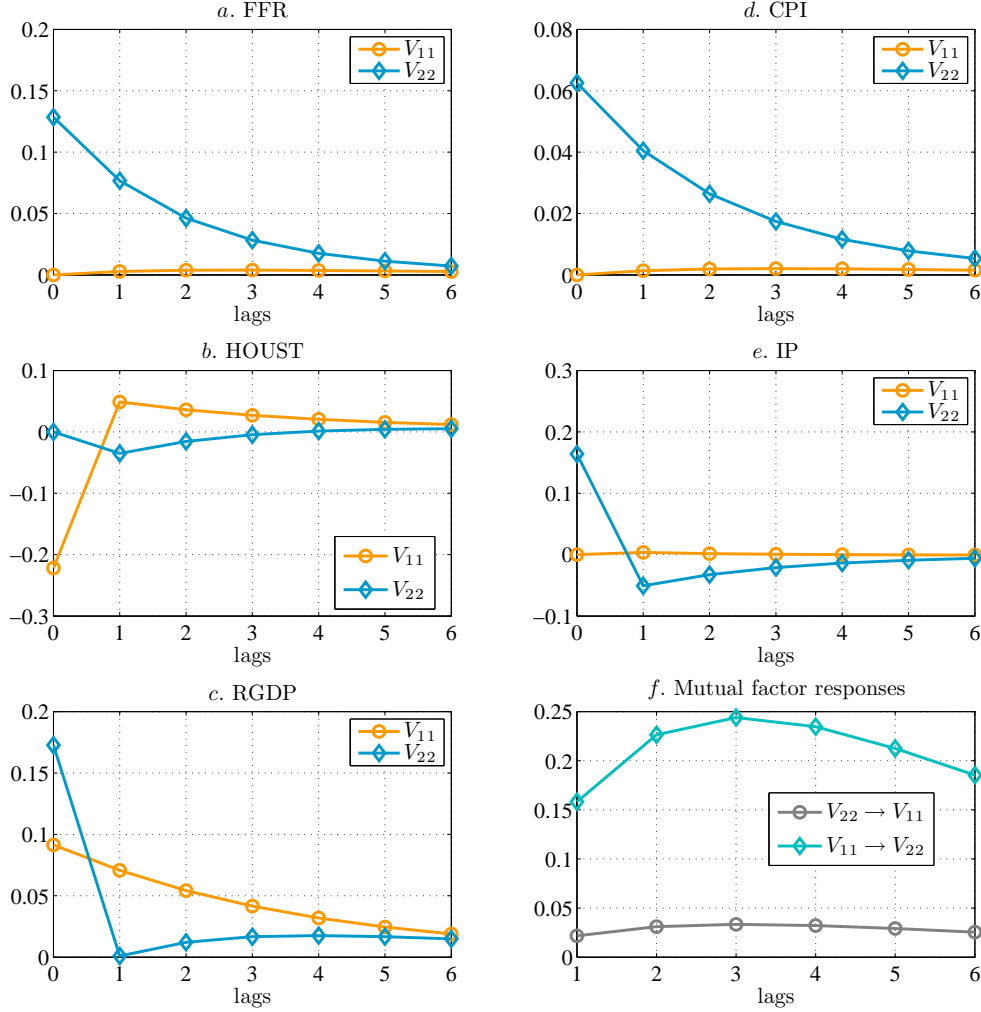 a. FFR
0.2
0.15
0.1
0.05
0
V11
V22
0 1 2 3 4 5 6
lags
d. CPI
0.08
0.06
0.04
0.02
0
V11
V22
0 1 2 3 4 5 6
lags
b. HOUST
0.1
0
−0.1
−0.2
−0.3
V11
V22
0 1 2 3 4 5 6
lags
e. IP
0.3
0.2
0.1
0
−0.1
V11
V22
0 1 2 3 4 5 6
lags
c. RGDP
0.2
0.15
0.1
0.05
0
V11
V22
0 1 2 3 4 5 6
lags
f. Mutual factor responses
0.25
0.2
0.15
0.1
0.05
0
V22 → V11
V11 → V22
1 2 3 4 5 6
lags